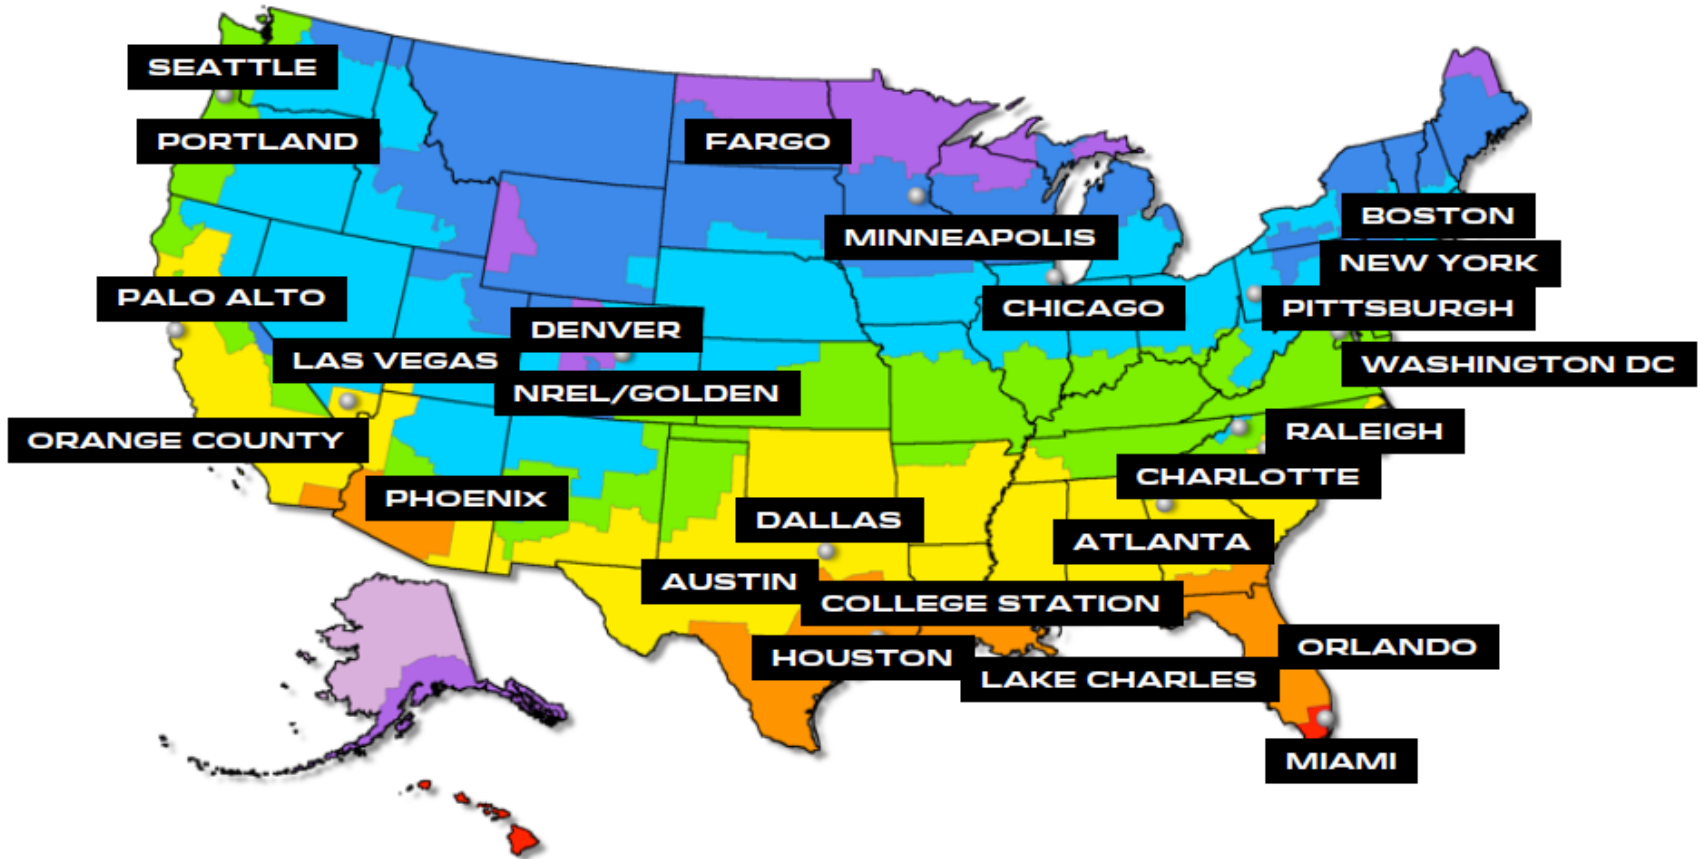 SEATTLE
PORTLAND
FARGO
BOSTON
MINNEAPOLIS
NEW YORK
PALO ALTO
CHICAGO
PITTSBURGH
DENVER
LAS VEGAS
WASHINGTON DC
NREL/GOLDEN
ORANGE COUNTY
RALEIGH
CHARLOTTE
PHOENIX
DALLAS
ATLANTA
AUSTIN
COLLEGE STATION
ORLANDO
HOUSTON
LAKE CHARLES
MIAMI